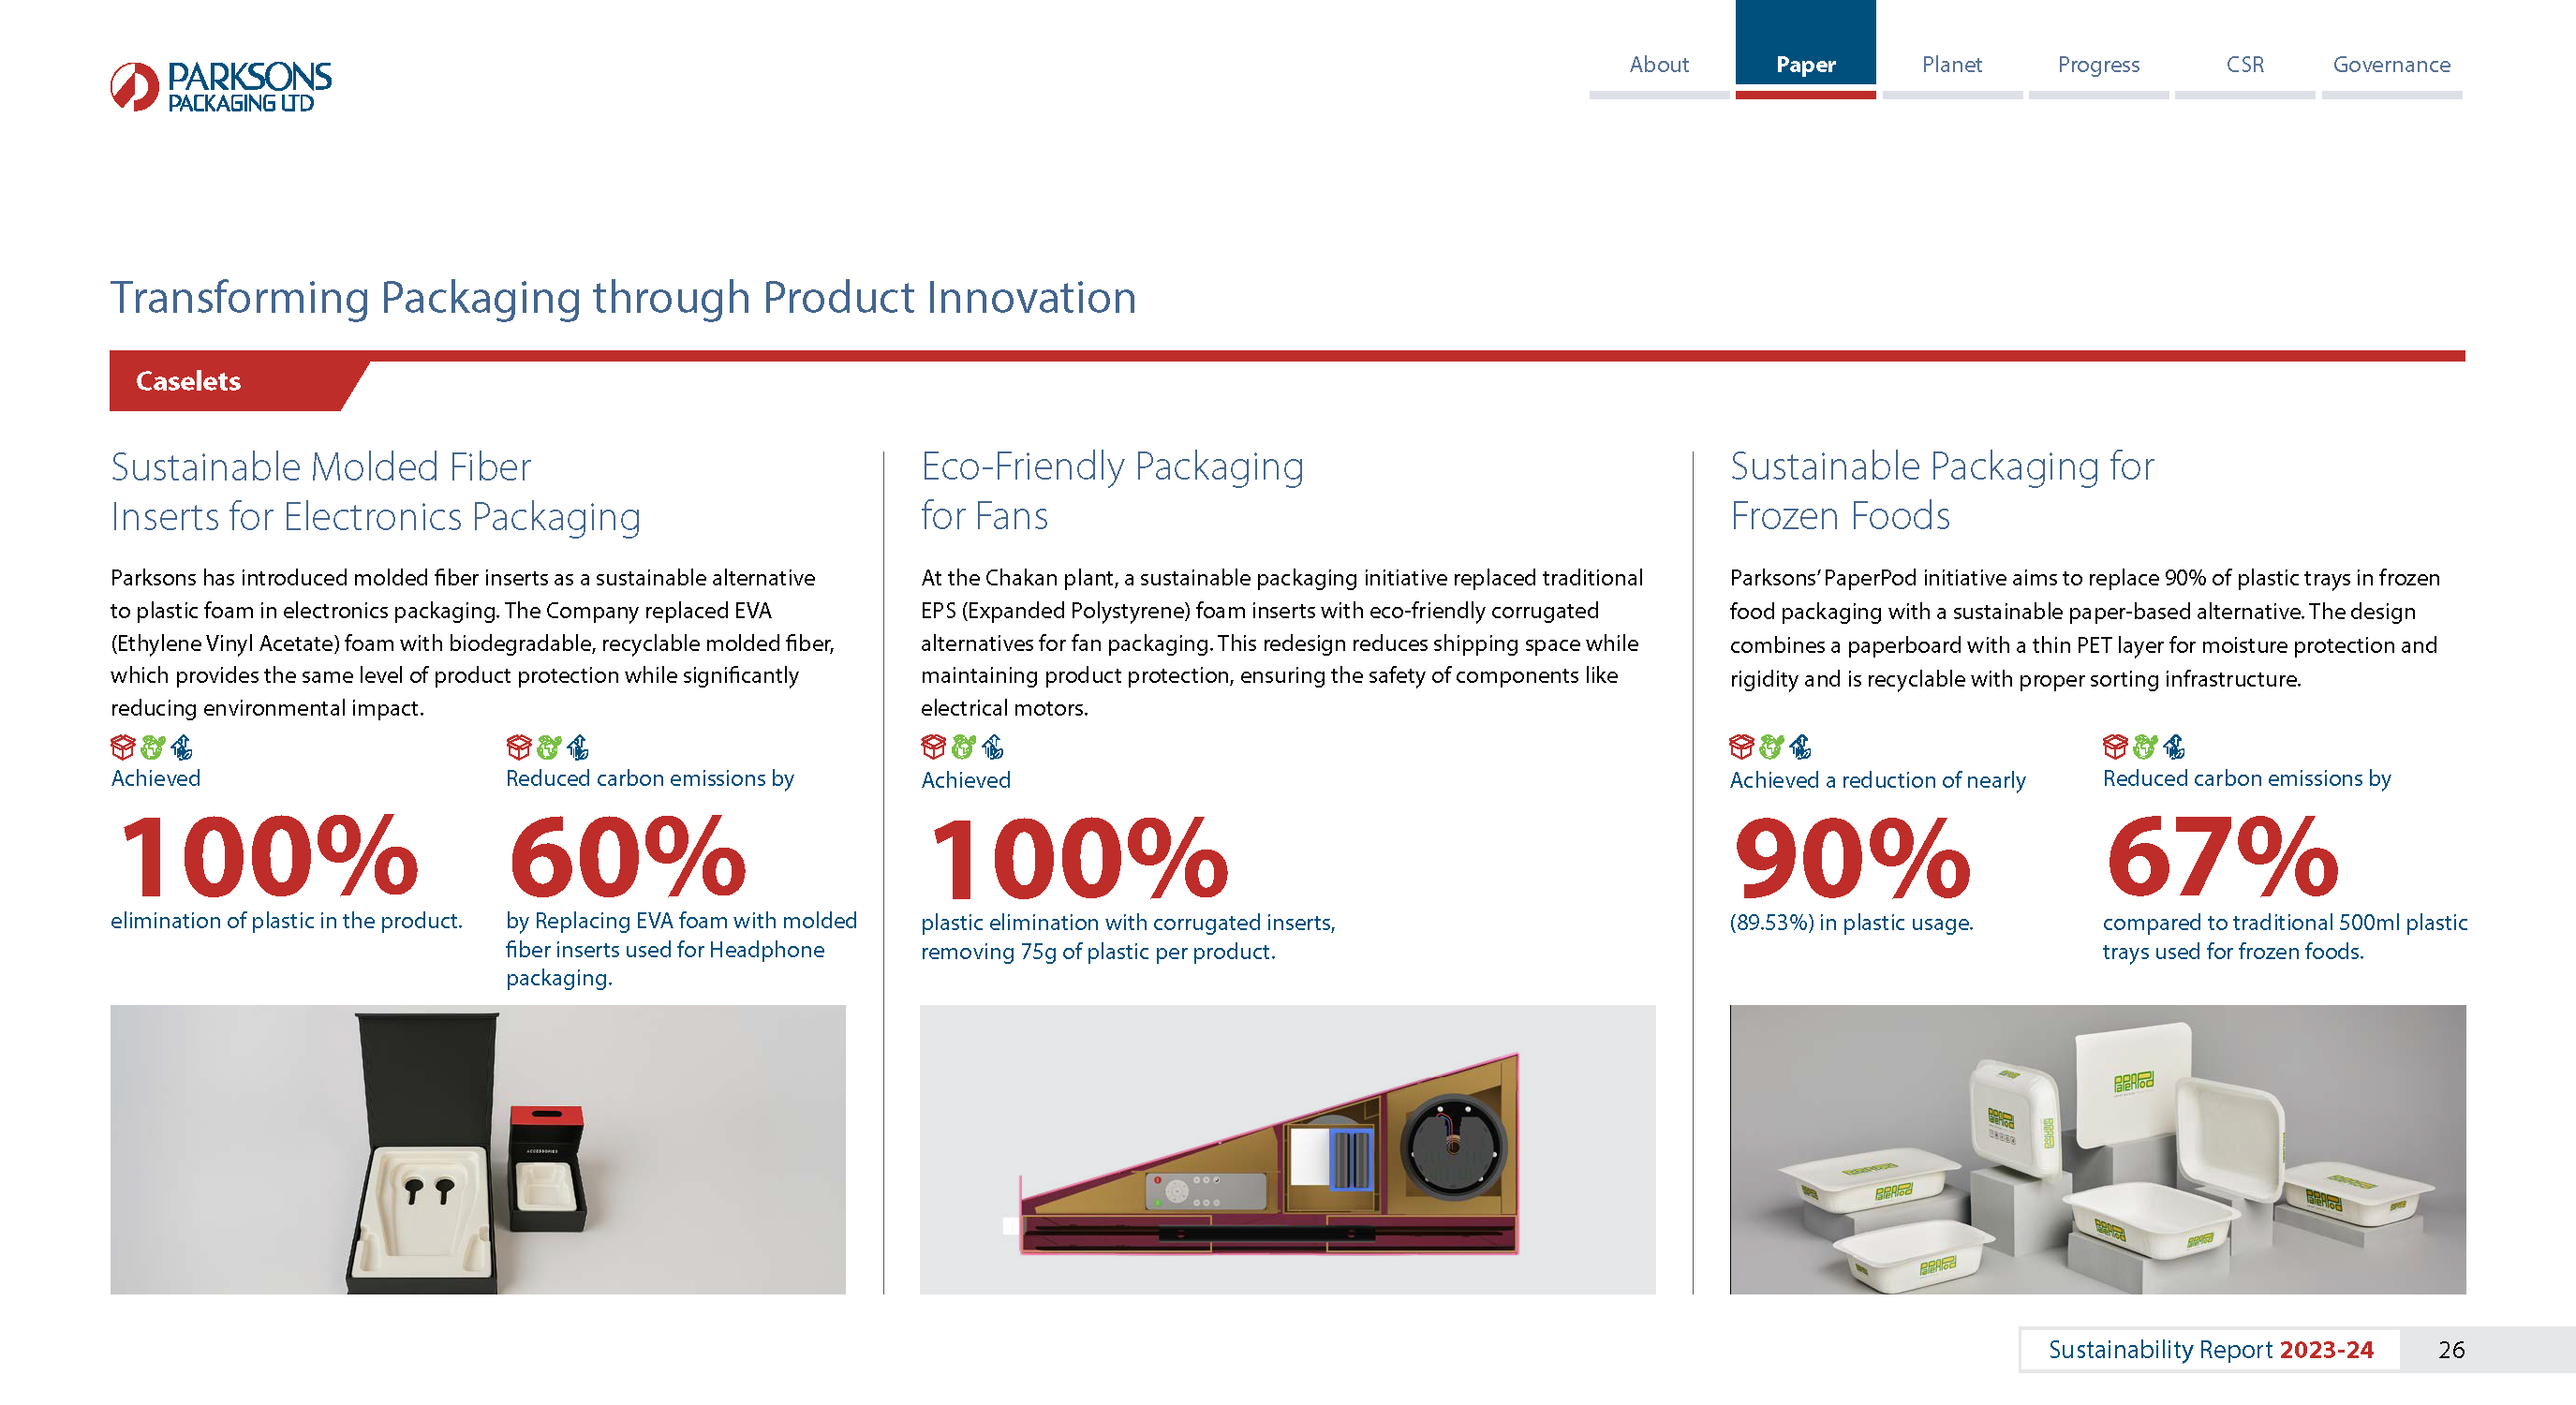 PARKSONS
PACKAGING LTD
About
Paper
Planet
Progress
CSR
Governance
Transforming Packaging through Product Innovation
Caselets
Sustainable Molded Fiber
Inserts for Electronics Packaging
Parksons has introduced molded fiber inserts as a sustainable alternative
to plastic foam in electronics packaging. The Company replaced EVA
(Ethylene Vinyl Acetate) foam with biodegradable, recyclable molded fiber,
which provides the same level of product protection while significantly
reducing environmental impact.
Achieved
100%
elimination of plastic in the product.
Reduced carbon emissions by
60%
by Replacing EVA foam with molded
fiber inserts used for Headphone
packaging.
ACCESSORIES
Eco-Friendly Packaging
for Fans
At the Chakan plant, a sustainable packaging initiative replaced traditional
EPS (Expanded Polystyrene) foam inserts with eco-friendly corrugated
alternatives for fan packaging. This redesign reduces shipping space while
maintaining product protection, ensuring the safety of components like
electrical motors.
Achieved
100%
plastic elimination with corrugated inserts,
removing 75g of plastic per product.
Sustainable Packaging for
Frozen Foods
Parksons’ PaperPod initiative aims to replace 90% of plastic trays in frozen
food packaging with a sustainable paper-based alternative. The design
combines a paperboard with a thin PET layer for moisture protection and
rigidity and is recyclable with proper sorting infrastructure.
Achieved a reduction of nearly
90%
(89.53%) in plastic usage.
Reduced carbon emissions by
67%
compared to traditional 500ml plastic
trays used for frozen foods.
Sustainability Report 2023-24
26